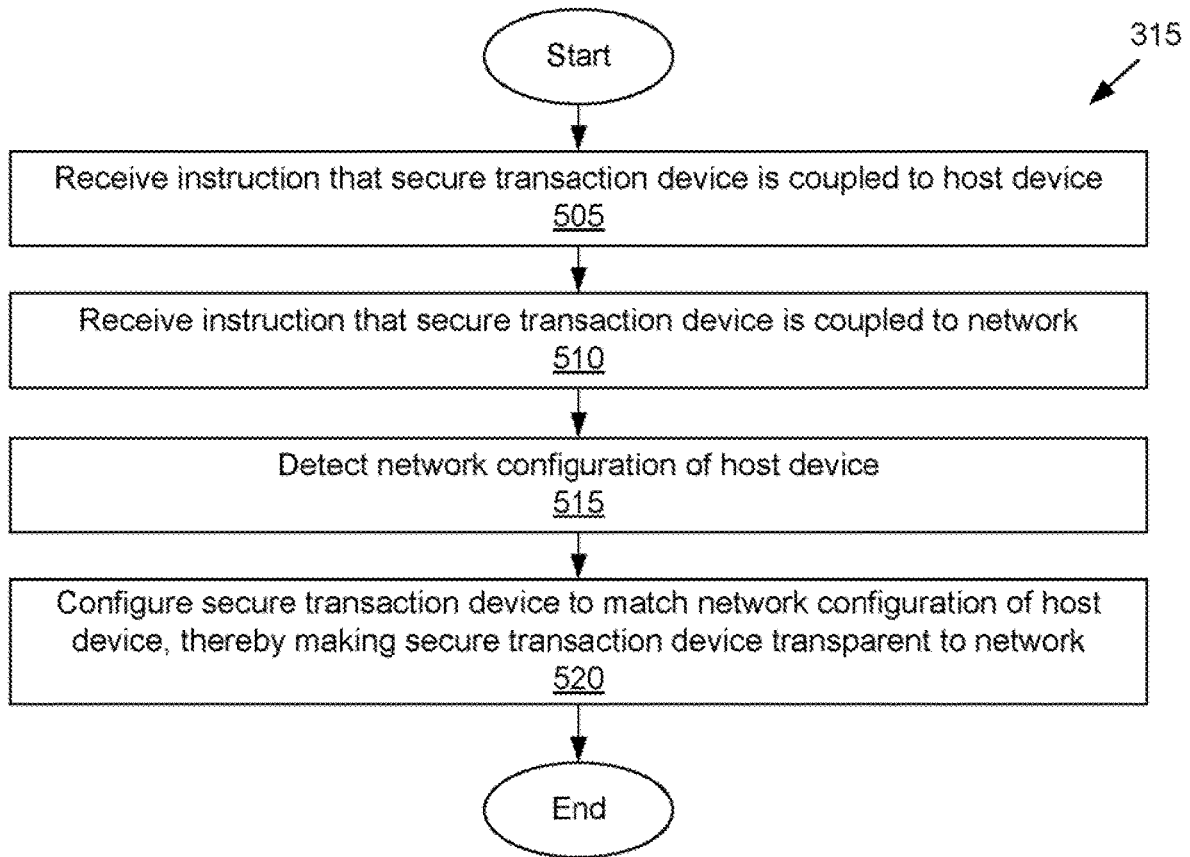 Start
315
Receive instruction that secure transaction device is coupled to host device
505
Receive instruction that secure transaction device is coupled to network
510
Detect network configuration of host device
515
Configure secure transaction device to match network configuration of host
device, thereby making secure transaction device transparent to network
520
End